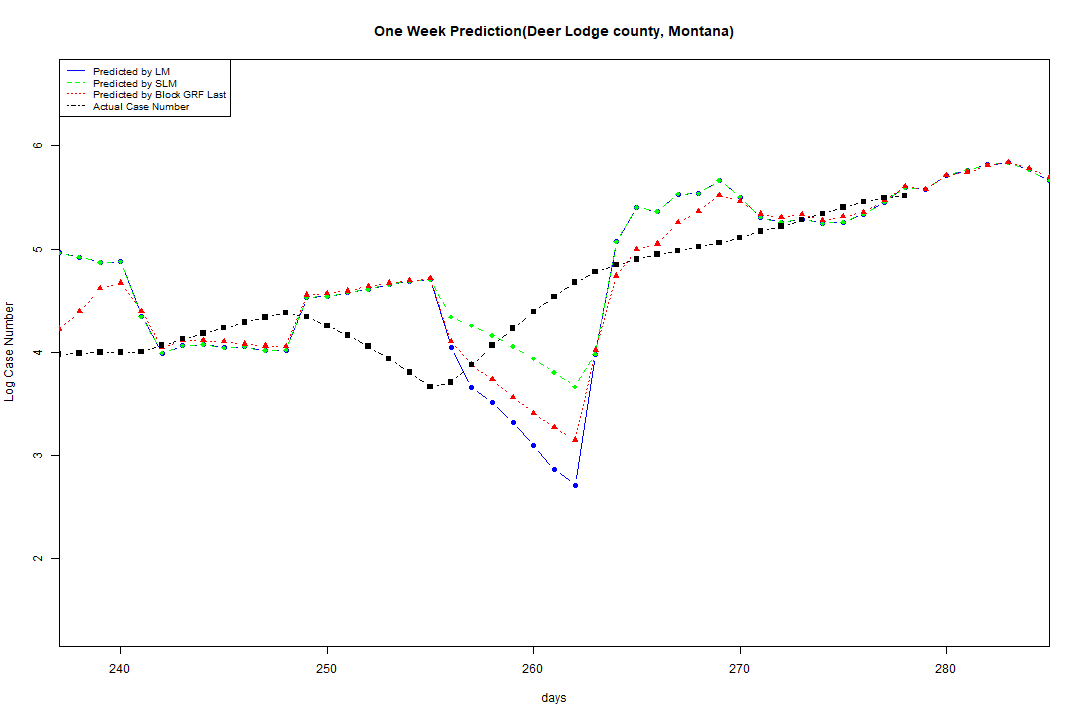 One Week Prediction(Deer Lodge county, Montana)
Predicted by LM
Predicted by SLM
Predicted by Block GRF Last
Actual Case Number
6
5
4
3
2
Log Case Number
240 250 260 270 280
days